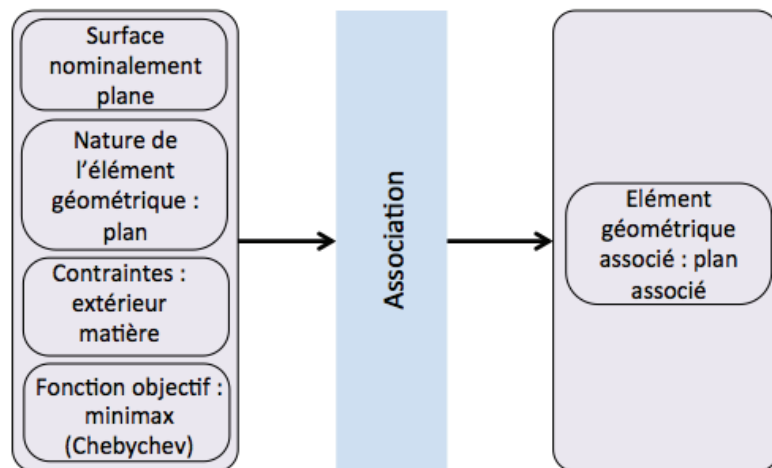 Surface
nominalement
plane
Nature de
l'élément
géométrique :
plan
Contraintes :
extérieur
matière
Fonction objectif :
minimax
(Chebychev)
Association
Elément
géométrique
associé : plan
associé